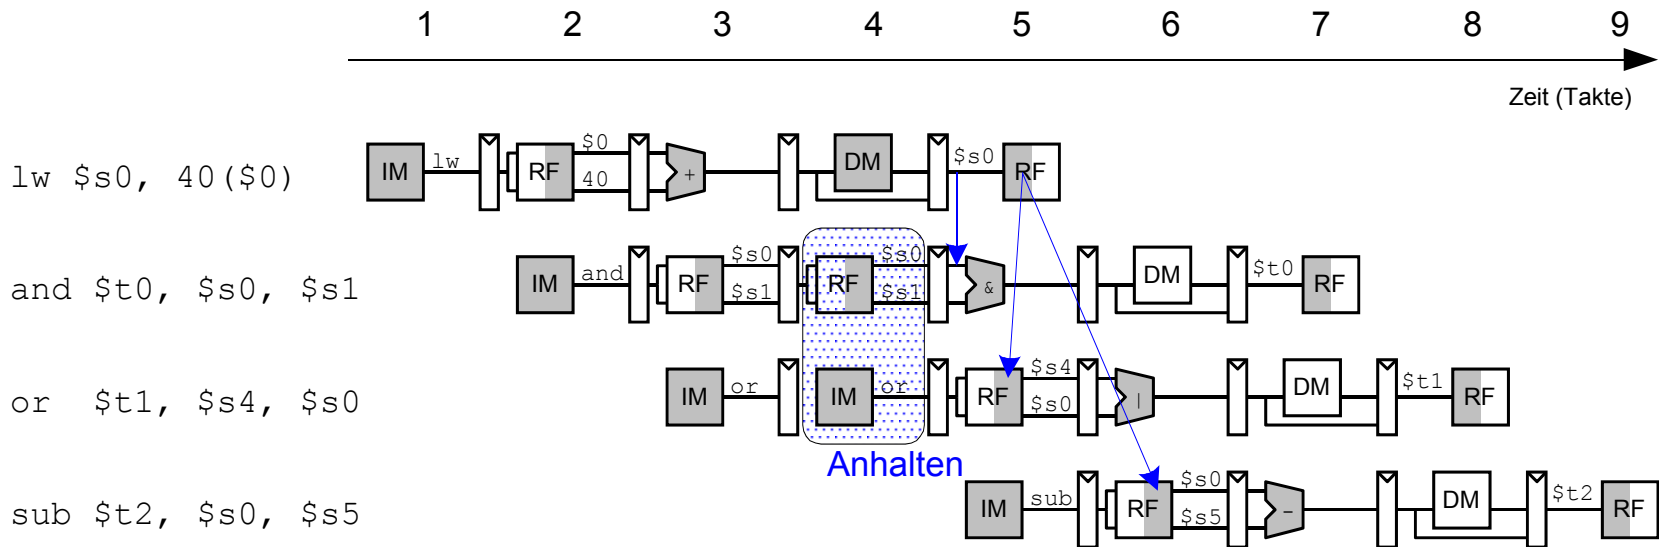 1 2 3 4 5 6 7 8 9
Zeit (Takte)
lw $s0, 40($0) IM lw RF $0 40 + DM $s0 RF
and $t0, $s0, $s1 IM and RF $s0 $s1 RF $s0 $s1 & DM $t0 RF
or $t1, $s4, $s0 IM or IM or RF $s4 $s0 | DM $t1 RF
Anhalten
sub $t2, $s0, $s5 IM sub RF $s0 $s5 - DM $t2 RF